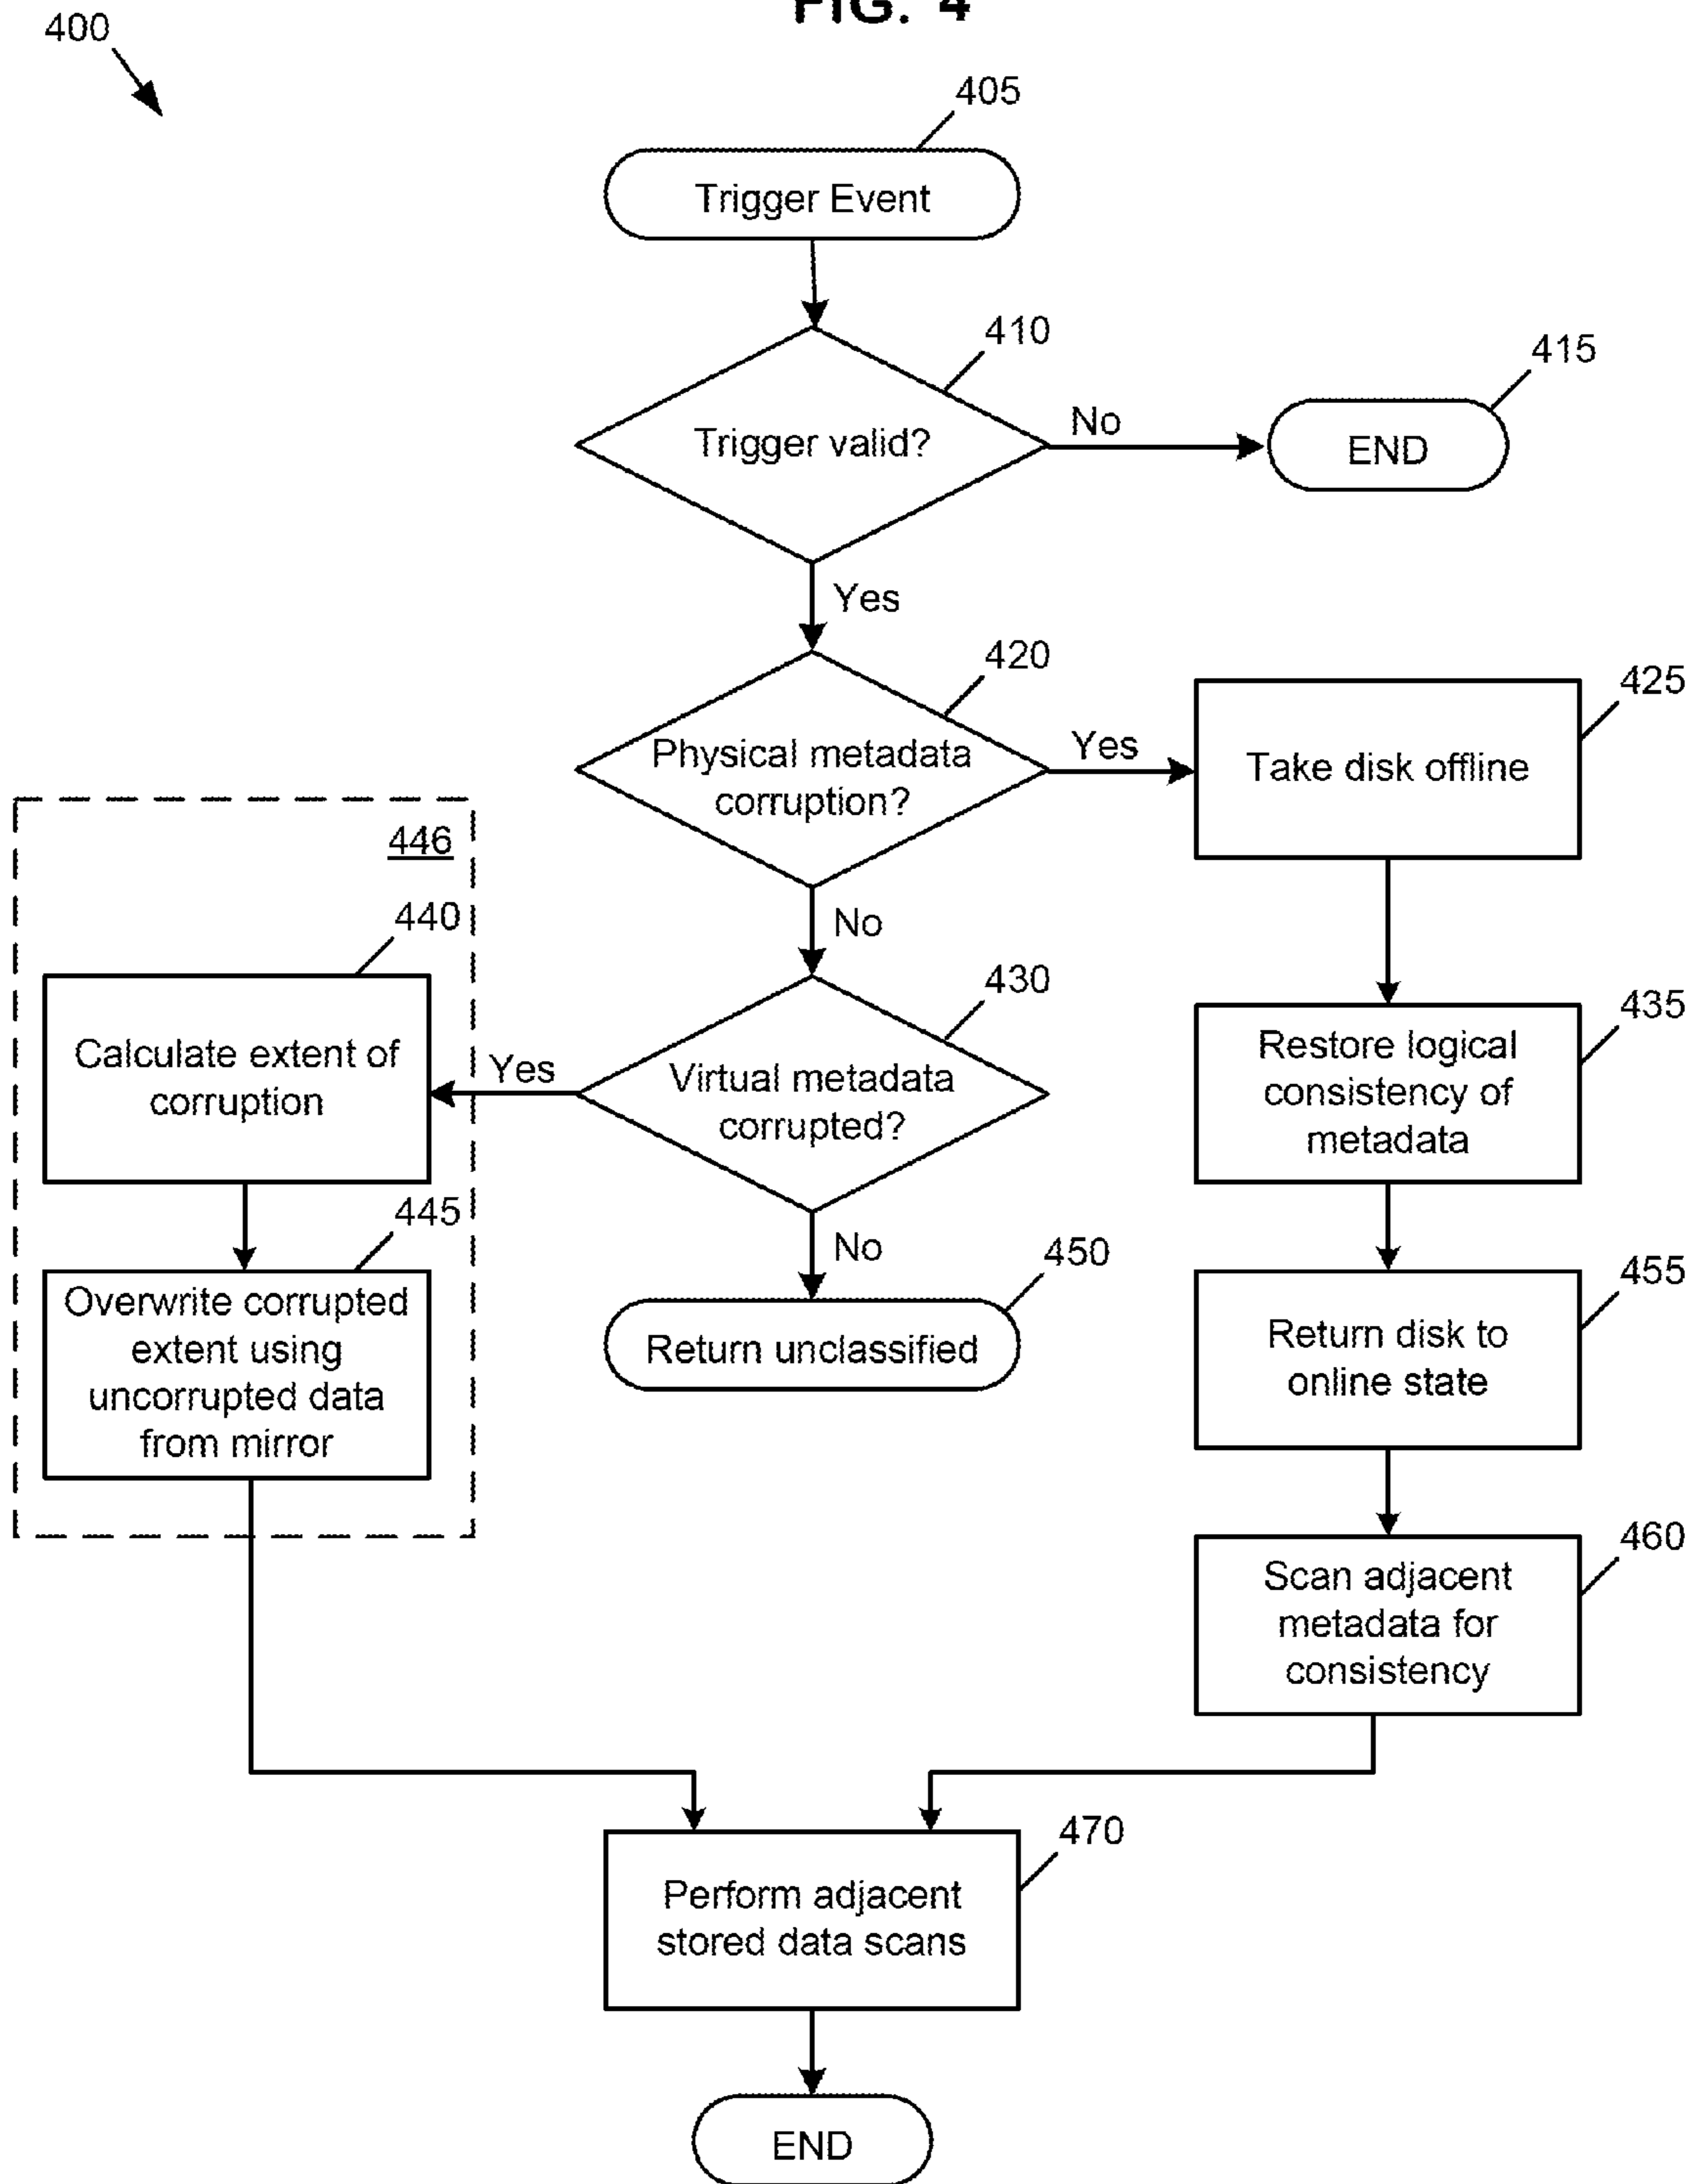 FIG. 4
400
405
Trigger Event
410
415
Trigger valid?
No
END
Yes
420
425
Physical metadata
corruption?
Yes
Take disk offline
446
No
440
430
435
Calculate extent of
corruption
Yes
Virtual metadata
corrupted?
Restore logical
consistency of
metadata
445
No
450
455
Overwrite corrupted
extent using
uncorrupted data
from mirror
Return unclassified
Return disk to
online state
460
Scan adjacent
metadata for
consistency
470
Perform adjacent
stored data scans
END